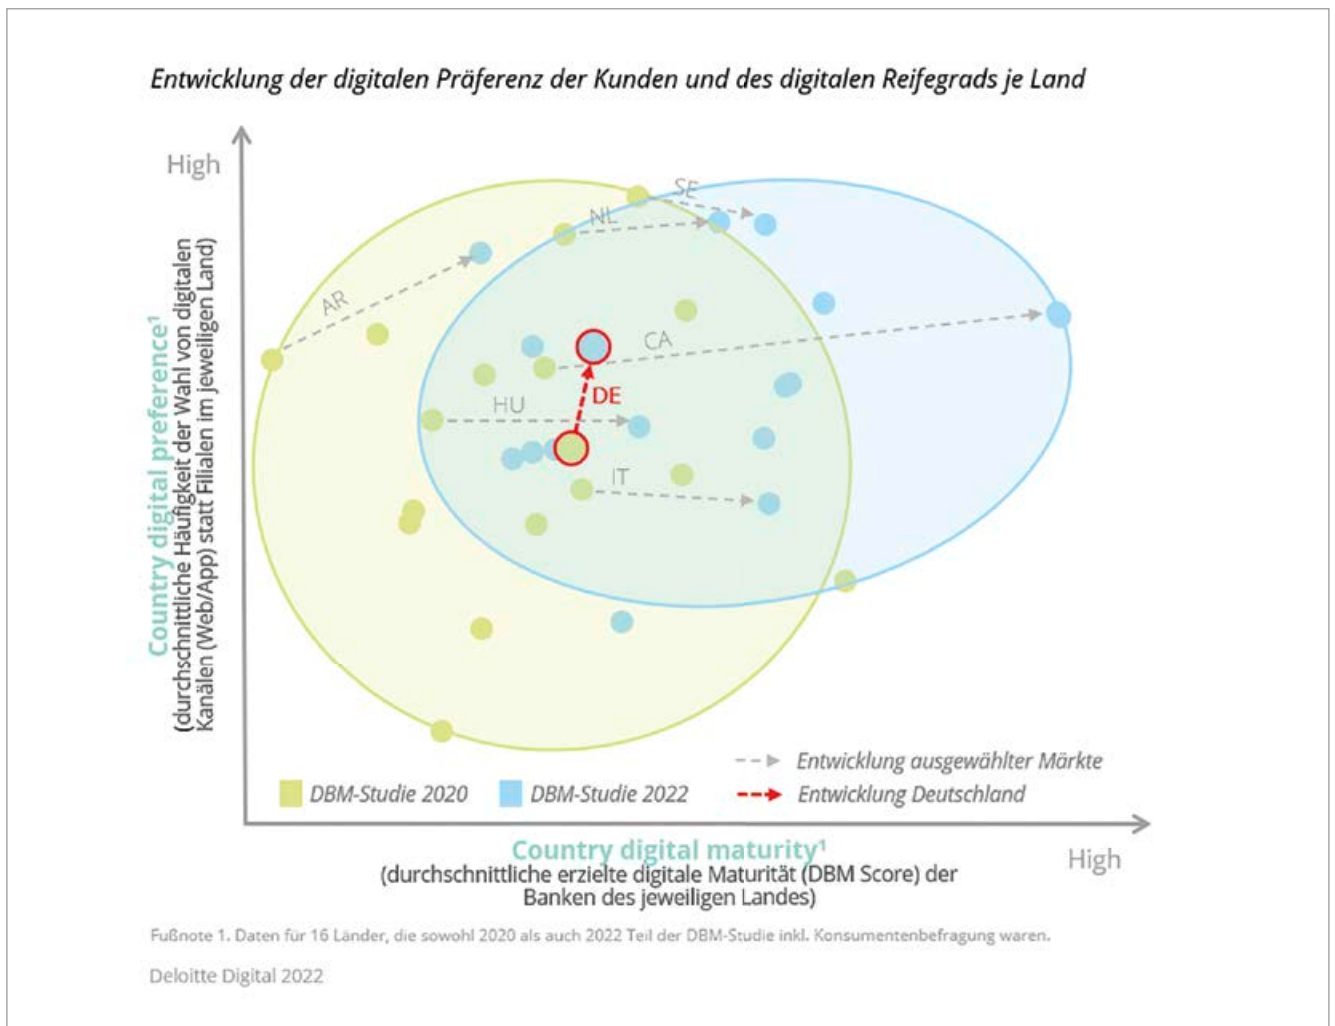 Entwicklung der digitalen Präferenz der Kunden und des digitalen Reifegrads je Land
High
Country digital preference¹
(durchschnittliche Häufigkeit der Wahl von digitalen
Kanälen (Web/App) statt Filialen im jeweiligen Land)
SE
NL
AR
CA
DE
HU
IT
Entwicklung ausgewählter Märkte
DBM-Studie 2020
DBM-Studie 2022
Entwicklung Deutschland
Country digital maturity¹
High
(durchschnittliche erzielte digitale Maturität (DBM Score) der
Banken des jeweiligen Landes)
Fußnote 1. Daten für 16 Länder, die sowohl 2020 als auch 2022 Teil der DBM-Studie inkl. Konsumentenbefragung waren.
Deloitte Digital 2022